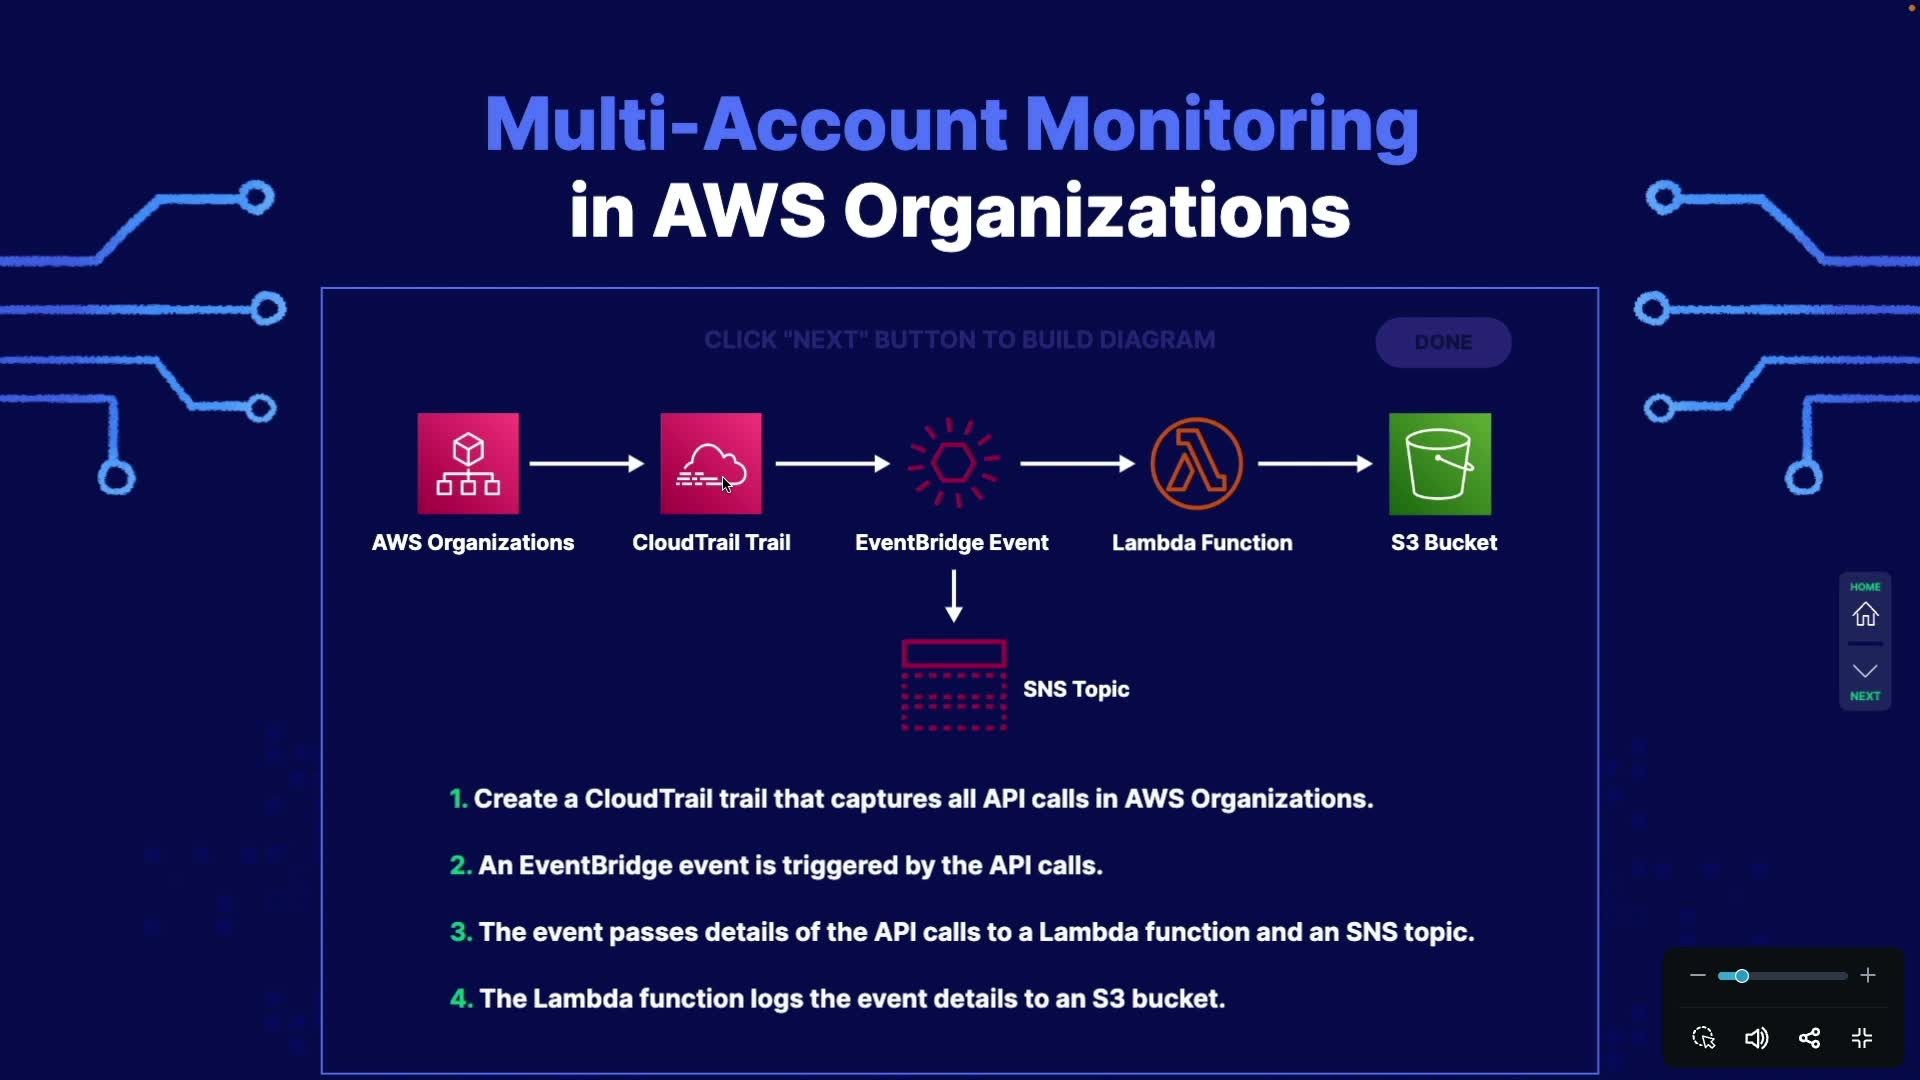 Multi-Account Monitoring
in AWS Organizations
CLICK "NEXT" BUTTON TO BUILD DIAGRAM
DONE
AWS Organizations
CloudTrail Trail
EventBridge Event
Lambda Function
S3 Bucket
HOME
NEXT
SNS Topic
1. Create a CloudTrail trail that captures all API calls in AWS Organizations.
2. An EventBridge event is triggered by the API calls.
3. The event passes details of the API calls to a Lambda function and an SNS topic.
4. The Lambda function logs the event details to an S3 bucket.